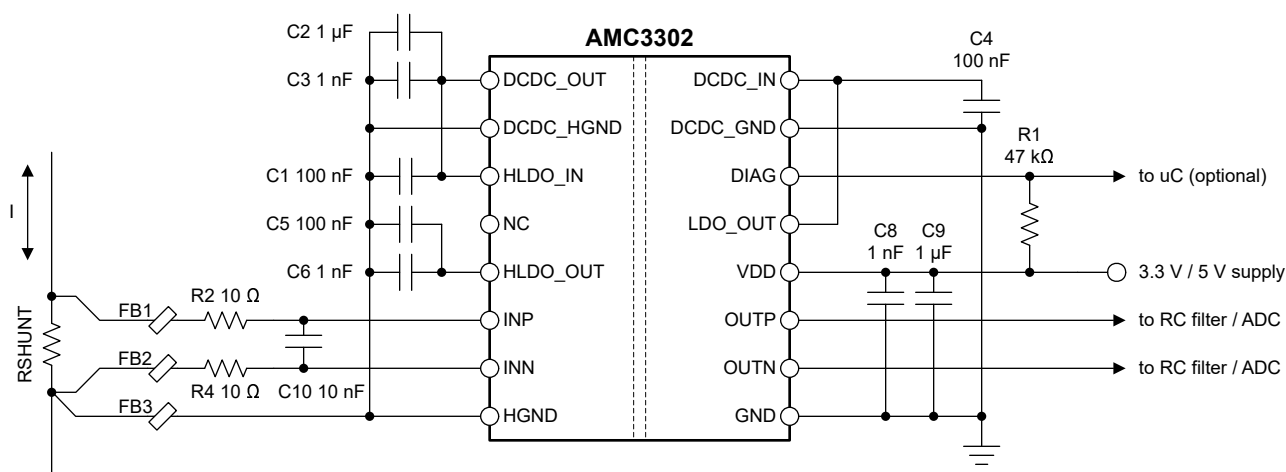 AMC3302
C2 1 µF
C3 1 nF
C1 100 nF
C5 100 nF
C6 1 nF
I
RSHUNT
FB1
R2 10 Ω
FB2
R4 10 Ω
C10 10 nF
FB3
DCDC_OUT
DCDC_HGND
HLDO_IN
NC
HLDO_OUT
INP
INN
HGND
DCDC_IN
DCDC_GND
DIAG
LDO_OUT
VDD
OUTP
OUTN
GND
C4
100 nF
R1
47 kΩ
to uC (optional)
C8
1 nF
C9
1 µF
3.3 V / 5 V supply
to RC filter / ADC
to RC filter / ADC